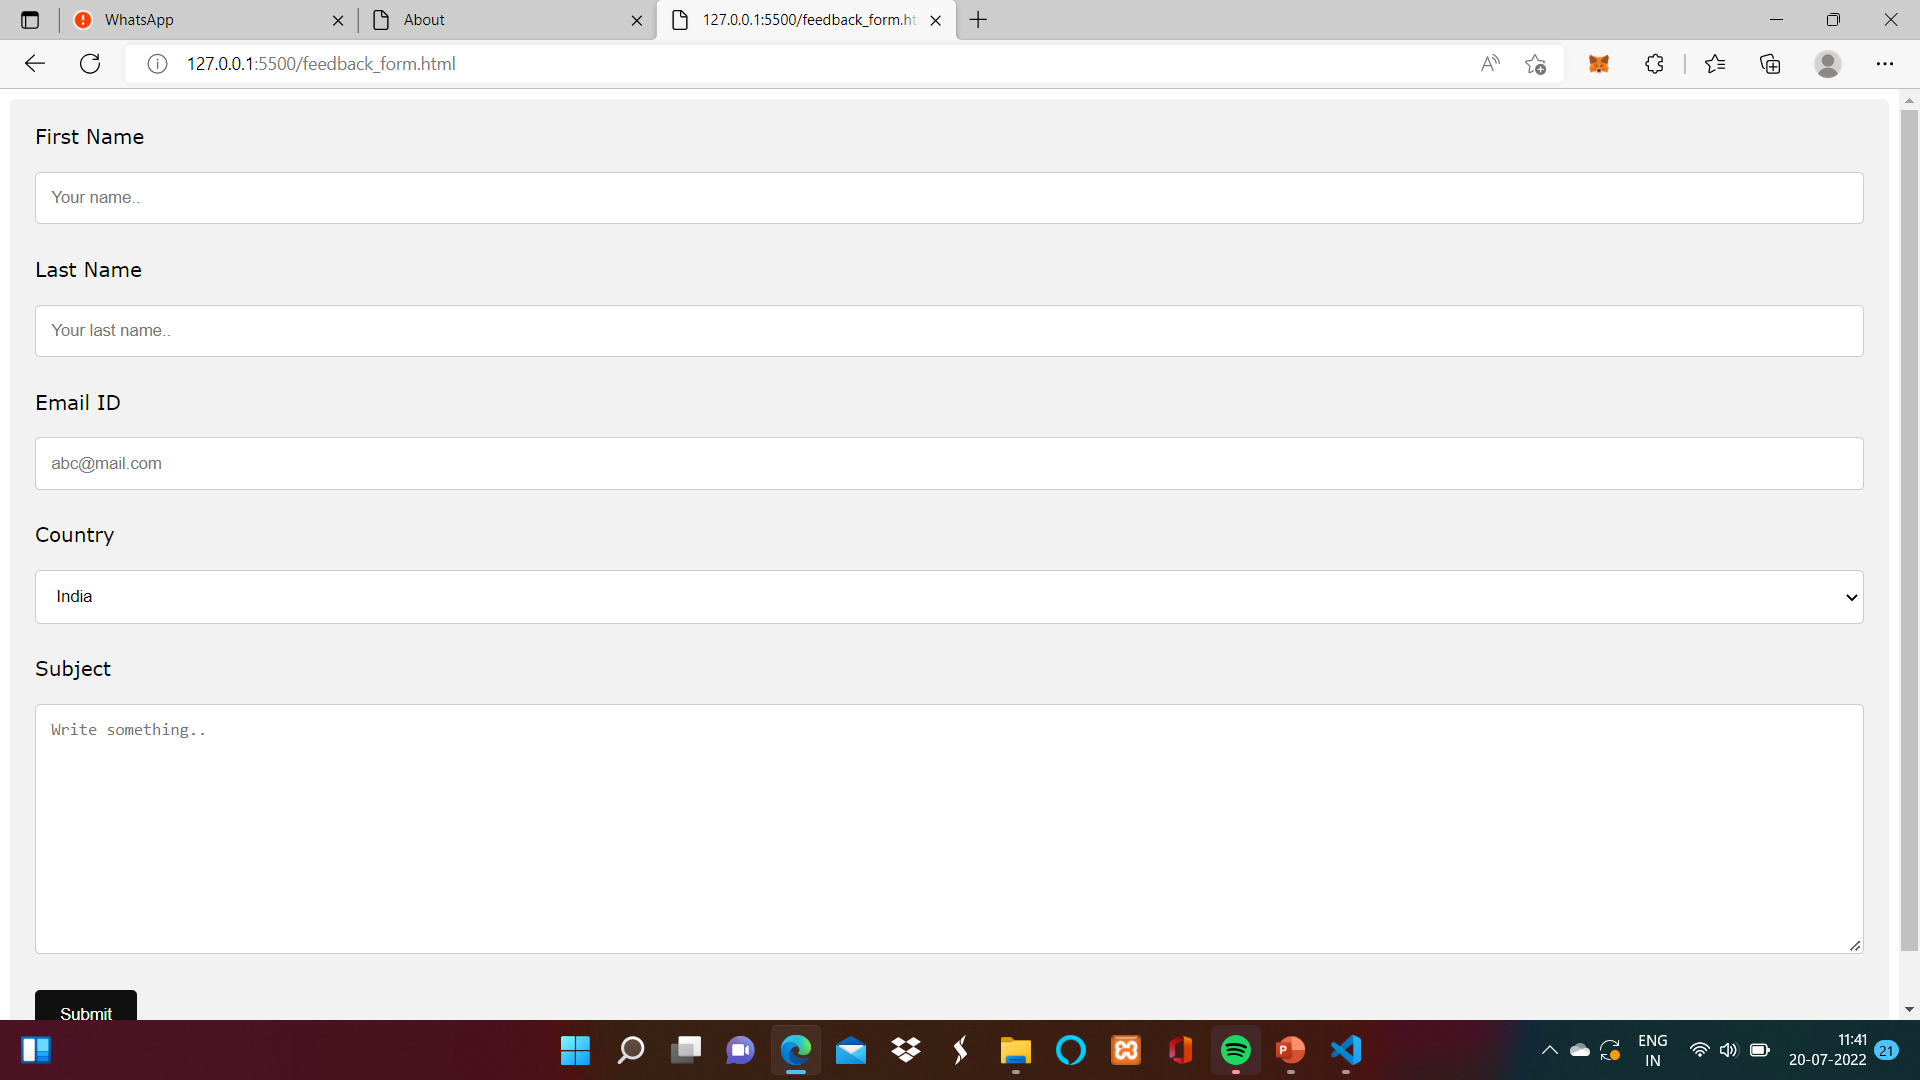 WhatsApp
About
127.0.0.1:5500/feedback_form.ht
127.0.0.1:5500/feedback_form.html
First Name
Your name..
Last Name
Your last name..
Email ID
abc@mail.com
Country
India
Subject
Write something..
Submit
ENG
IN
11:41
20-07-2022
21